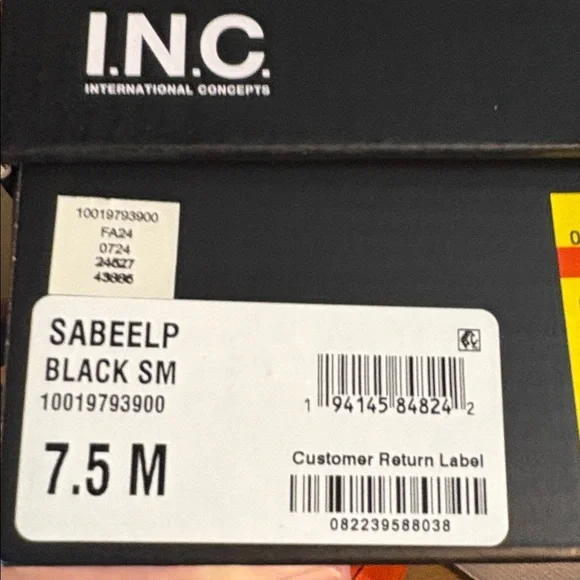 I.N.C.
INTERNATIONAL CONCEPTS
10019793900
FA24
0724
24527
SABEELP
BLACK SM
10019793900
1 94145 84824 2
7.5 M
Customer Return Label
082239588038
0